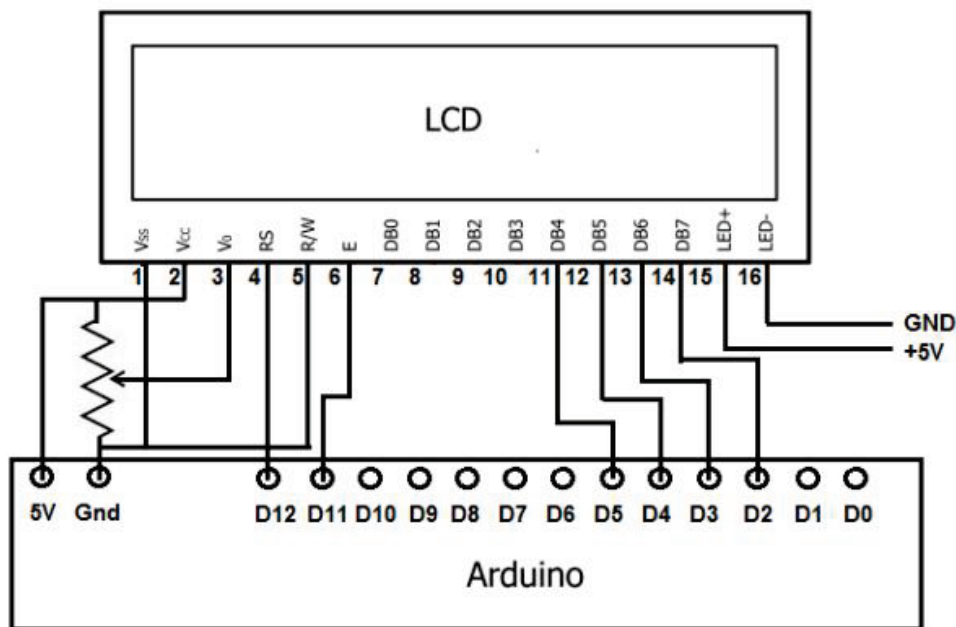 LCD
Vss Vcc V0 RS R/W E DB0 DB1 DB2 DB3 DB4 DB5 DB6 DB7 LED+ LED-
1 2 3 4 5 6 7 8 9 10 11 12 13 14 15 16
GND
+5V
5V Gnd D12 D11 D10 D9 D8 D7 D6 D5 D4 D3 D2 D1 D0
Arduino